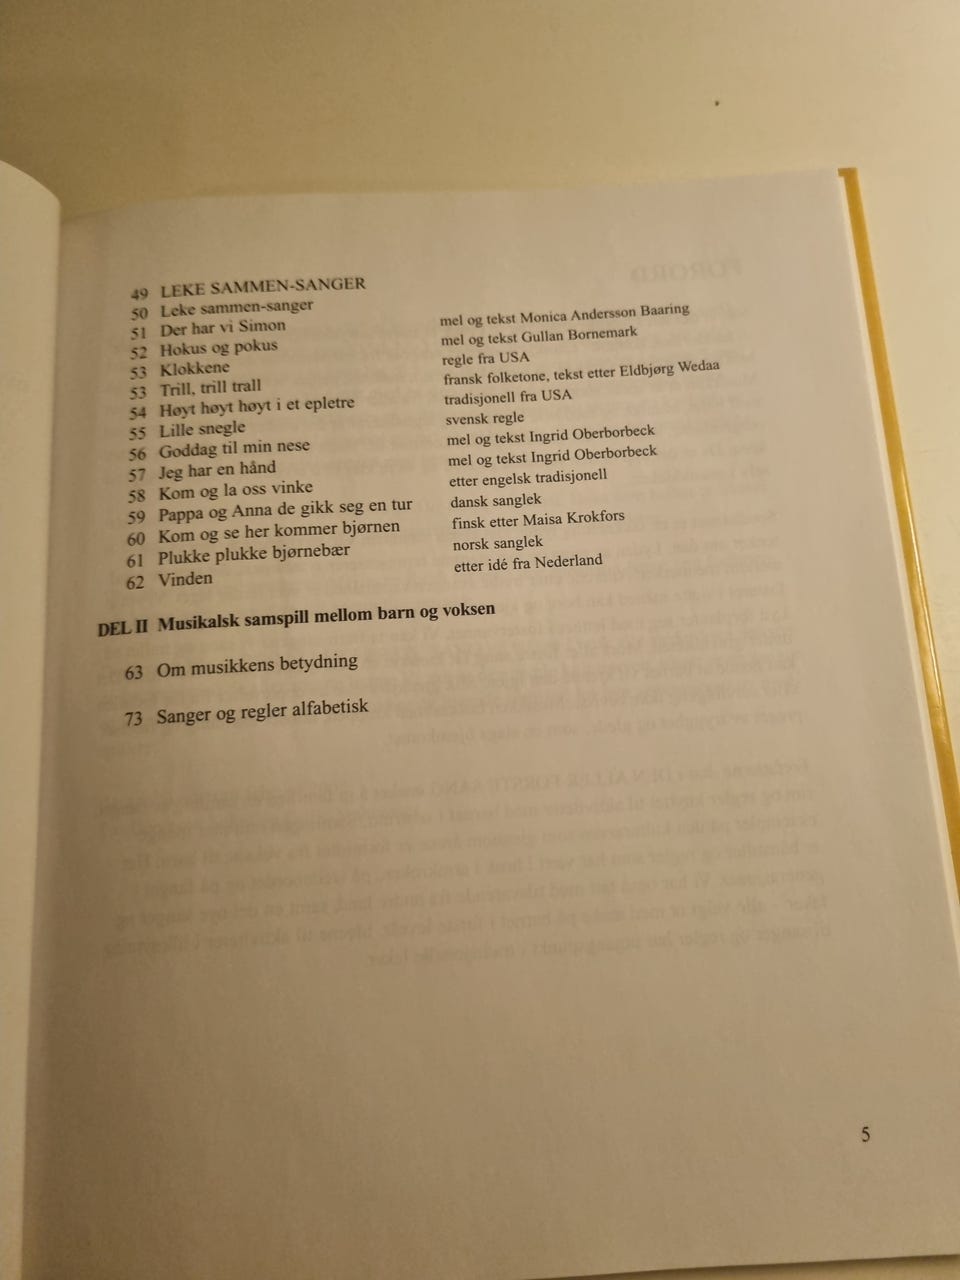 49 LEKE SAMMEN-SANGER
50 Leke sammen-sanger
51 Der har vi Simon mel og tekst Monica Andersson Baaring
52 Hokus og pokus mel og tekst Gullan Bornemark
53 Klokkene regle fra USA
53 Trill, trill trall fransk folketone, tekst etter Eldbjørg Wedaa
54 Høyt høyt høyt i et epletre tradisjonell fra USA
55 Lille snegle svensk regle
56 Goddag til min nese mel og tekst Ingrid Oberborbeck
57 Jeg har en hånd mel og tekst Ingrid Oberborbeck
58 Kom og la oss vinke etter engelsk tradisjonell
59 Pappa og Anna de gikk seg en tur dansk sanglek
60 Kom og se her kommer bjørnen finsk etter Maisa Krokfors
61 Plukke plukke bjørnebær norsk sanglek
62 Vinden etter idé fra Nederland
DEL II Musikalsk samspill mellom barn og voksen
63 Om musikkens betydning
73 Sanger og regler alfabetisk
5